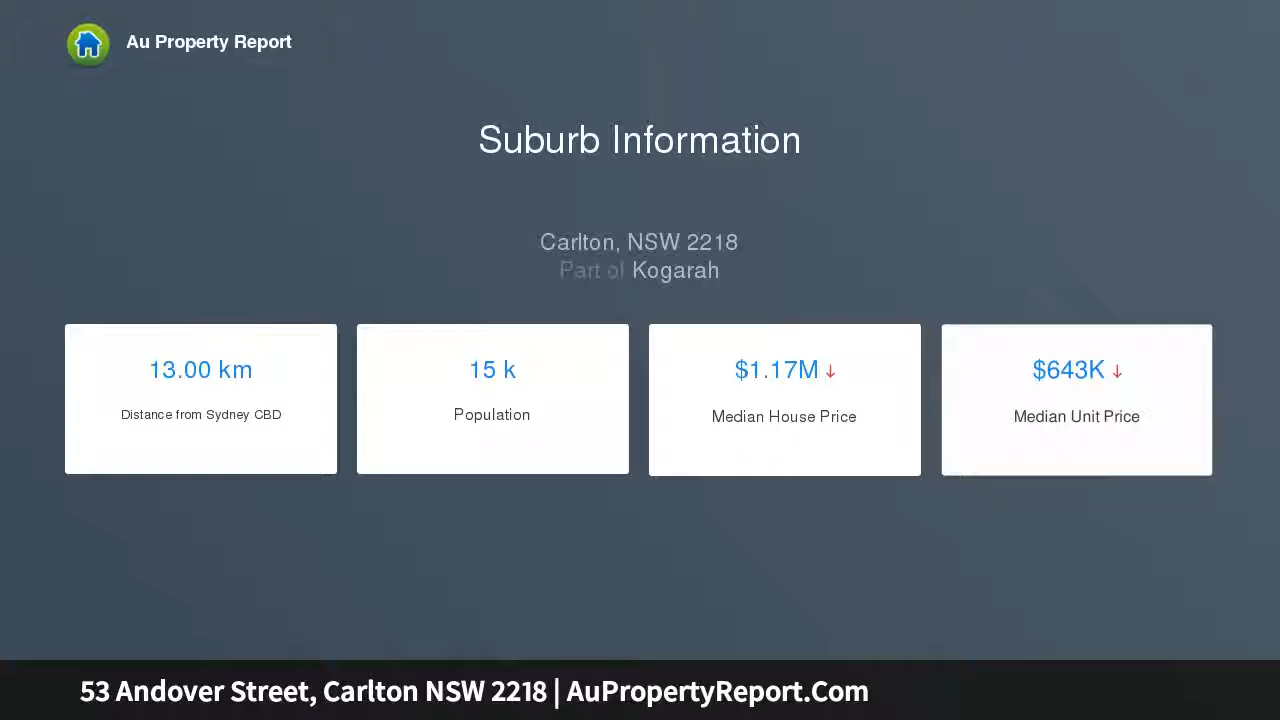 Au Property Report
Suburb Information
Carlton, NSW 2218
Part of Kogarah
13.00 km
Distance from Sydney CBD
15 k
Population
$1.17M ↓
Median House Price
$643K ↓
Median Unit Price
53 Andover Street, Carlton NSW 2218 | AuPropertyReport.Com